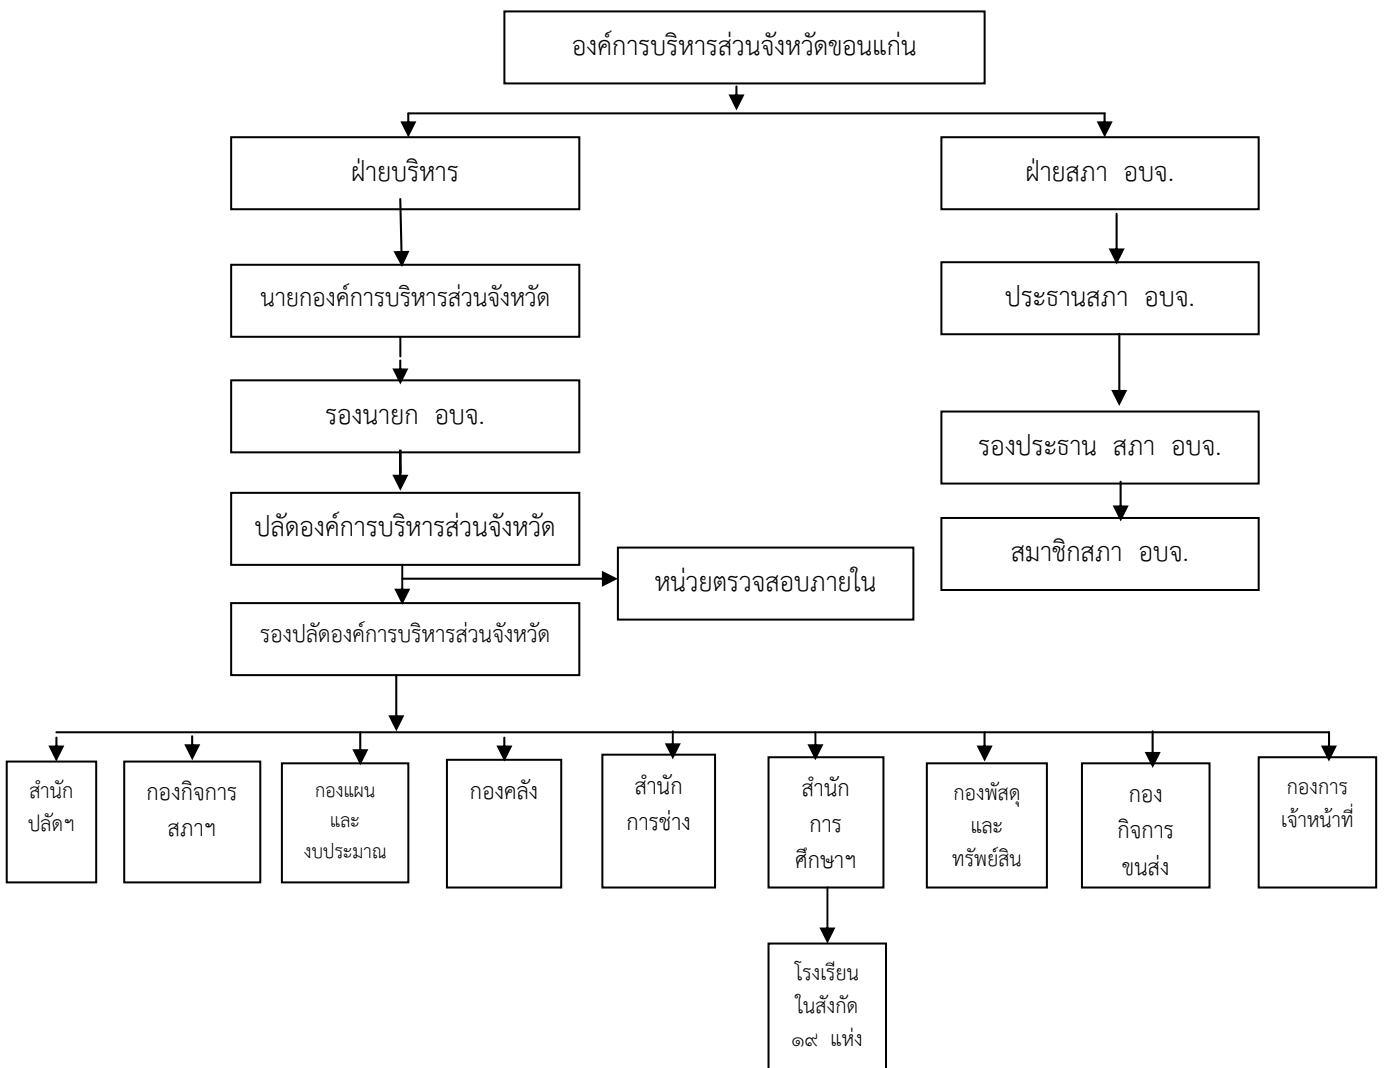 องค์การบริหารส่วนจังหวัดขอนแก่น
ฝ่ายบริหาร
ฝ่ายสภา อบจ.
นายกองค์การบริหารส่วนจังหวัด
ประธานสภา อบจ.
รองนายก อบจ.
รองประธาน สภา อบจ.
ปลัดองค์การบริหารส่วนจังหวัด
สมาชิกสภา อบจ.
หน่วยตรวจสอบภายใน
รองปลัดองค์การบริหารส่วนจังหวัด
สำนัก
ปลัดฯ
กองกิจการ
สภาฯ
กองแผน
และ
งบประมาณ
กองคลัง
สำนัก
การช่าง
สำนัก
การ
ศึกษาฯ
กองพัสดุ
และ
ทรัพย์สิน
กอง
กิจการ
ขนส่ง
กองการ
เจ้าหน้าที่
โรงเรียน
ในสังกัด
๑๙ แห่ง